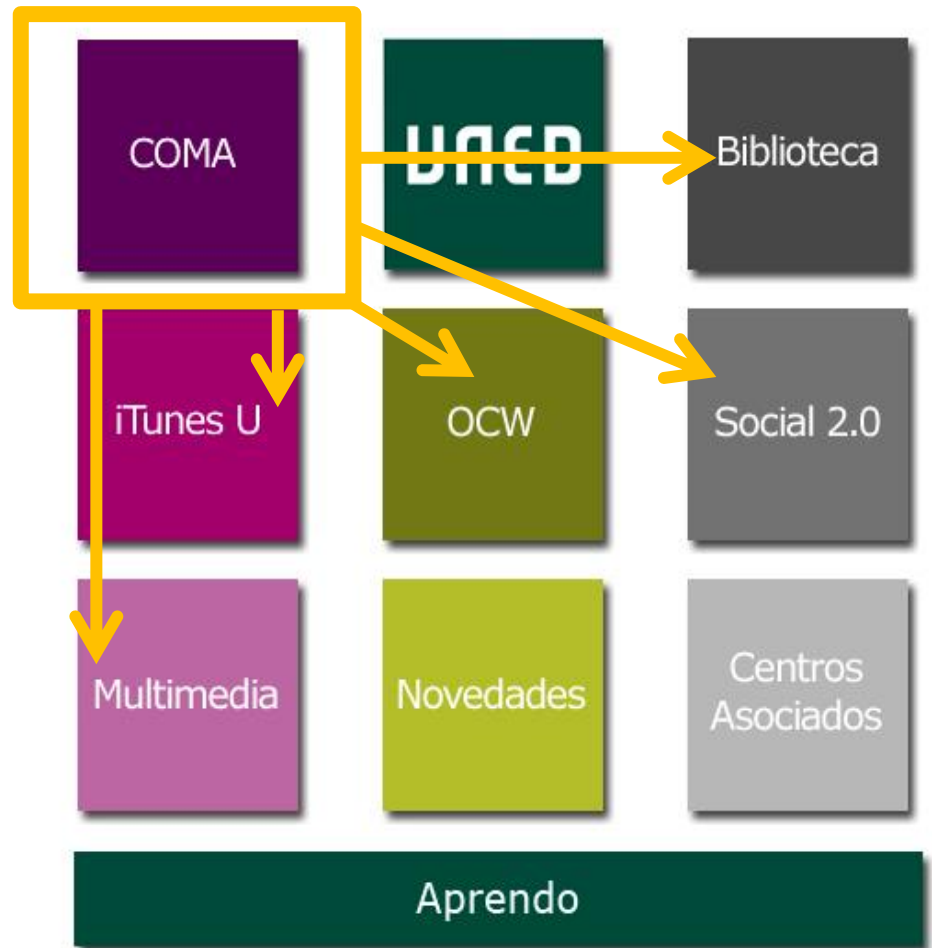 COMA
UNED
Biblioteca
iTunes U
OCW
Social 2.0
Multimedia
Novedades
Centros
Asociados
Aprendo